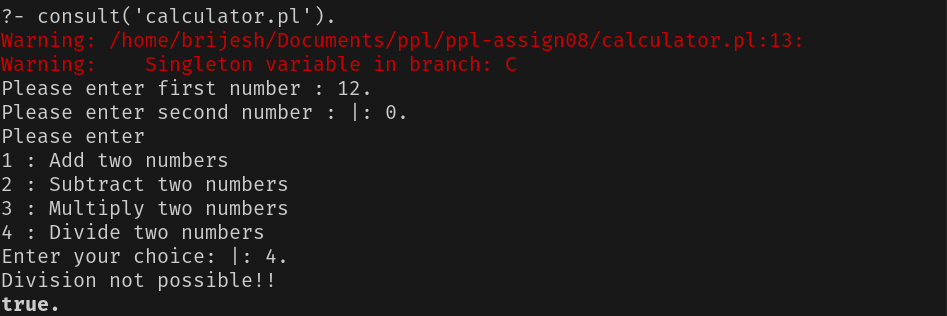 ?- consult('calculator.pl').
Warning: /home/brijesh/Documents/ppl/ppl-assign08/calculator.pl:13:
Warning:    Singleton variable in branch: C
Please enter first number : 12.
Please enter second number : |: 0.
Please enter
1 : Add two numbers
2 : Subtract two numbers
3 : Multiply two numbers
4 : Divide two numbers
Enter your choice: |: 4.
Division not possible!!
true.